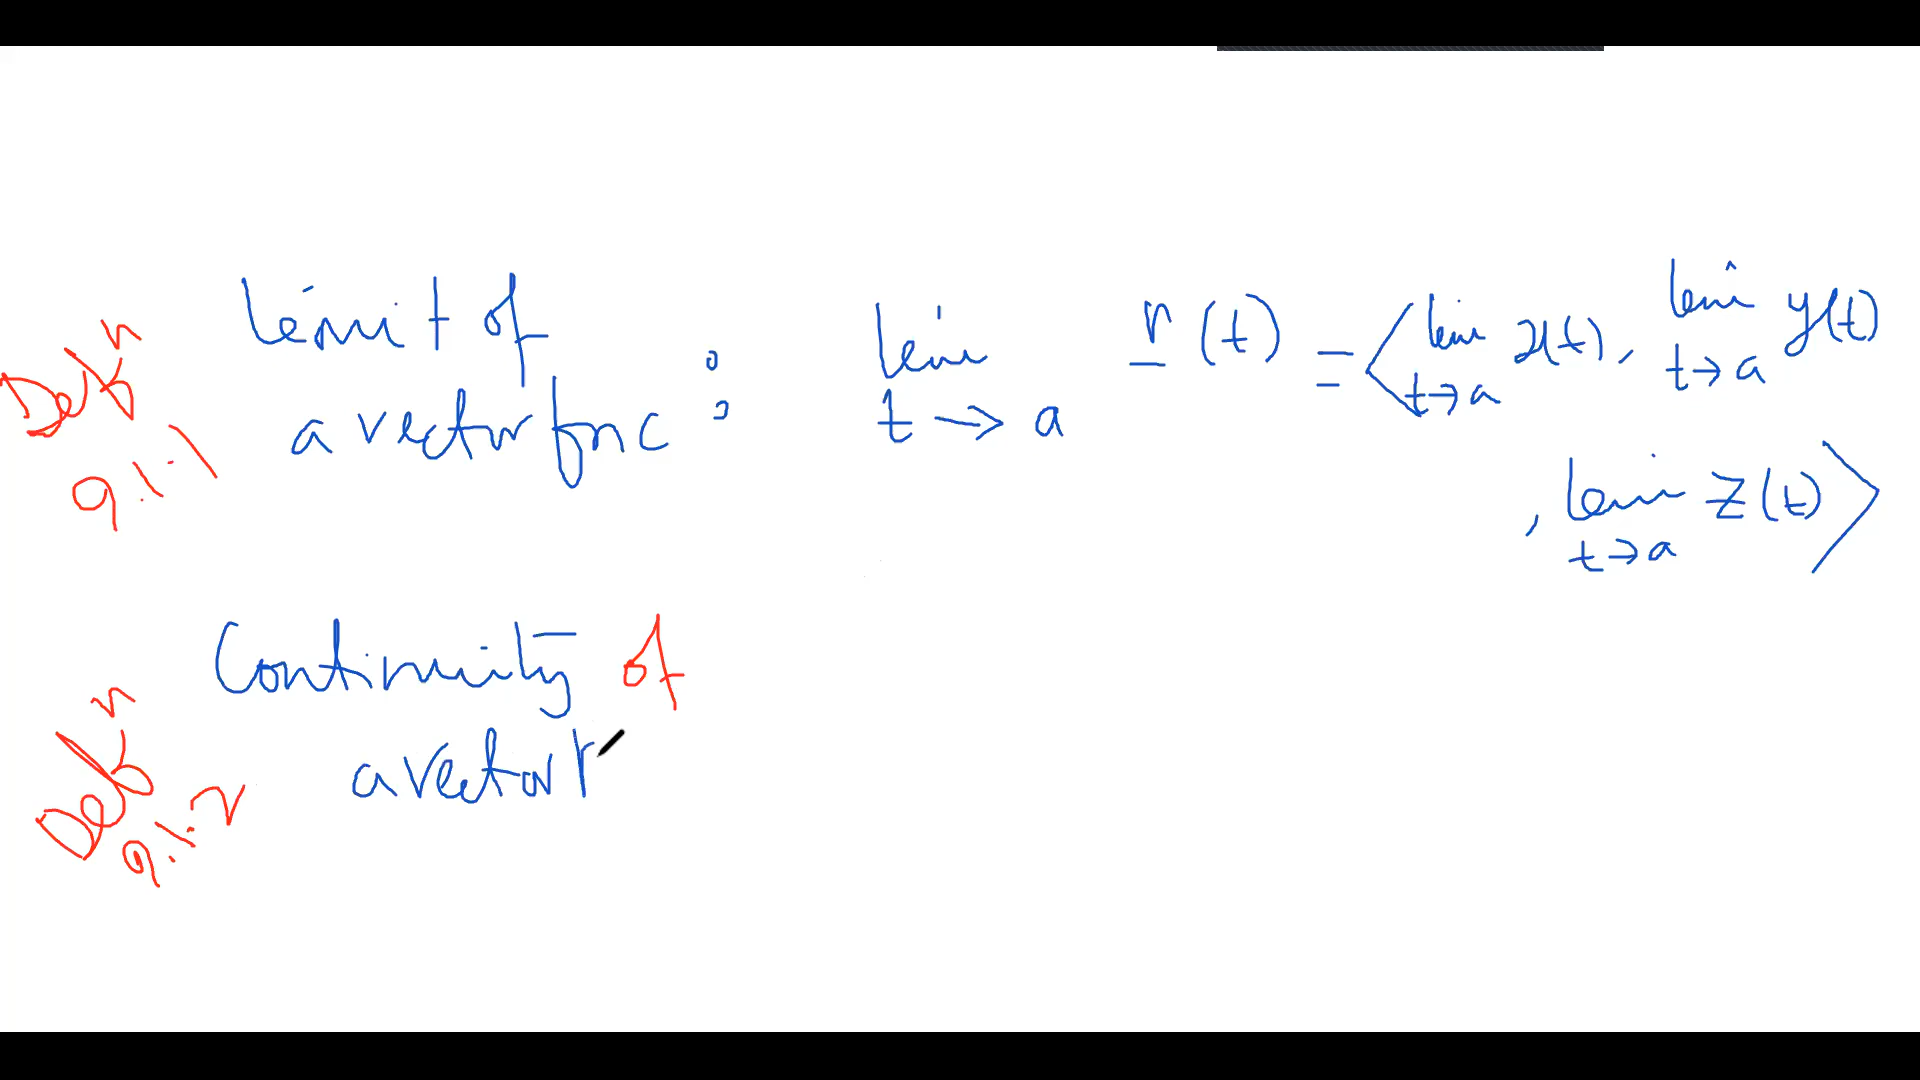 Defn 9.1.1
Limit of
a vector fnc :
lim t→a r(t) = ⟨ lim t→a x(t), lim t→a y(t)
, lim t→a z(t) ⟩
Defn 9.1.2
Continuity of
a vector